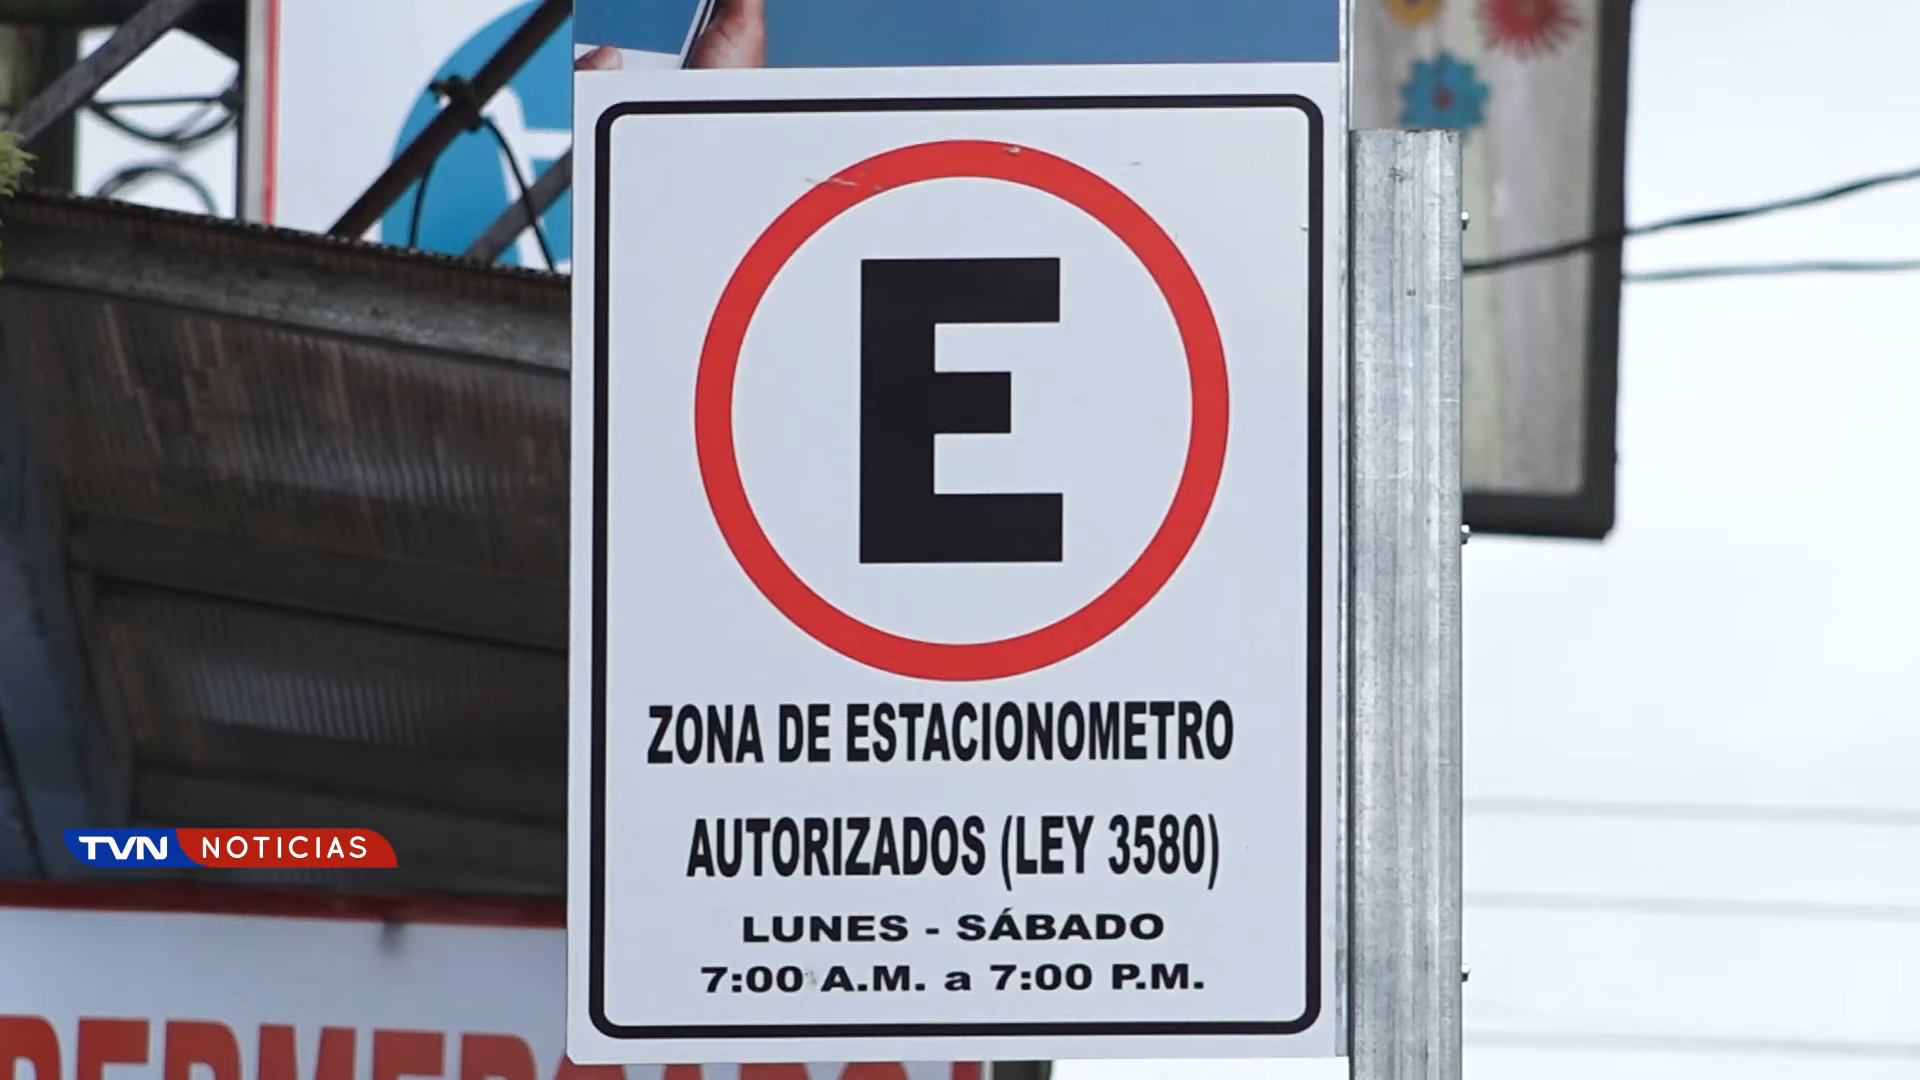 E
ZONA DE ESTACIONOMETRO
AUTORIZADOS (LEY 3580)
LUNES - SÁBADO
7:00 A.M. a 7:00 P.M.
TVN NOTICIAS